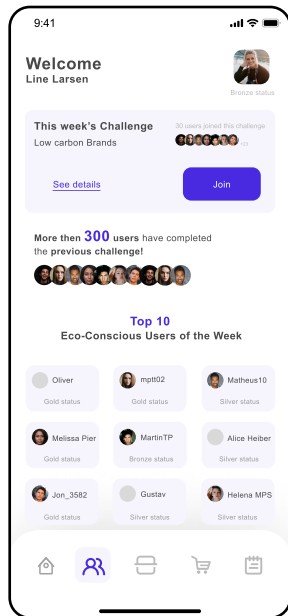 9:41
Welcome
Line Larsen
Bronze status
This week's Challenge
30 users joined this challenge
Low carbon Brands
See details
Join
More then 300 users have completed
the previous challenge!
Top 10
Eco-Conscious Users of the Week
Oliver
mptt02
Matheus10
Gold status
Gold status
Silver status
Melissa Pier
MartinTP
Alice Heiber
Gold status
Bronze status
Silver status
Jon_3582
Gustav
Helena MPS
Gold status
Silver status
Silver status